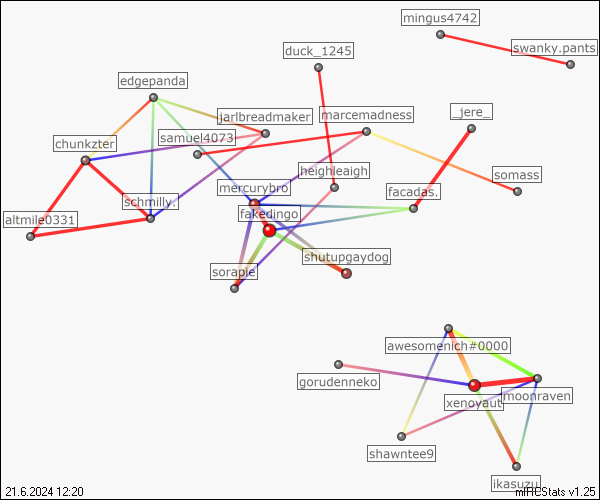 mingus4742
swanky.pants
duck_1245
edgepanda
jarlbreadmaker
marcemadness
_jere_
samuel4073
chunkzter
heighleaigh
mercurybro
somass
facadas.
schmilly.
altmile0331
fakedingo.
shutupgaydog
soraple
awesomenich#0000
gorudenneko
moonraven
xenoyaut
shawntee9
ikasuzu
21.6.2024 12:20
mIRCStats v1.25